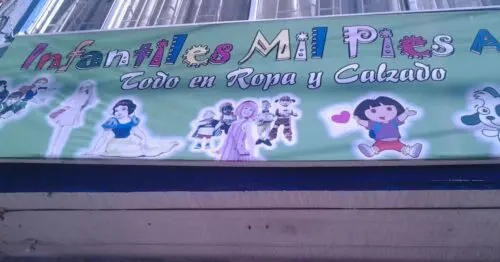 Infantiles Mil Pies A
Todo en Ropa y Calzado